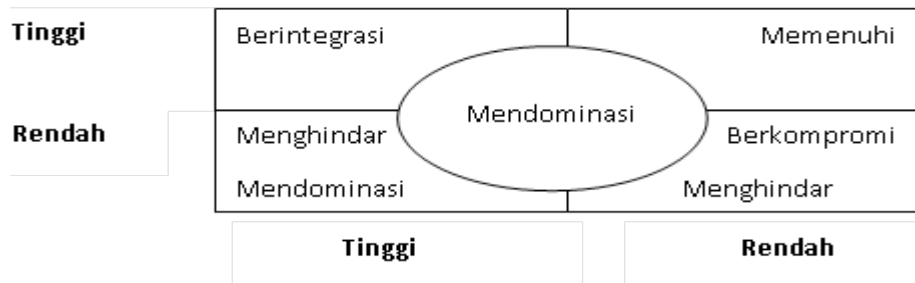 Tinggi
Berintegrasi
Memenuhi
Mendominasi
Rendah
Menghindar
Berkompromi
Mendominasi
Menghindar
Tinggi
Rendah